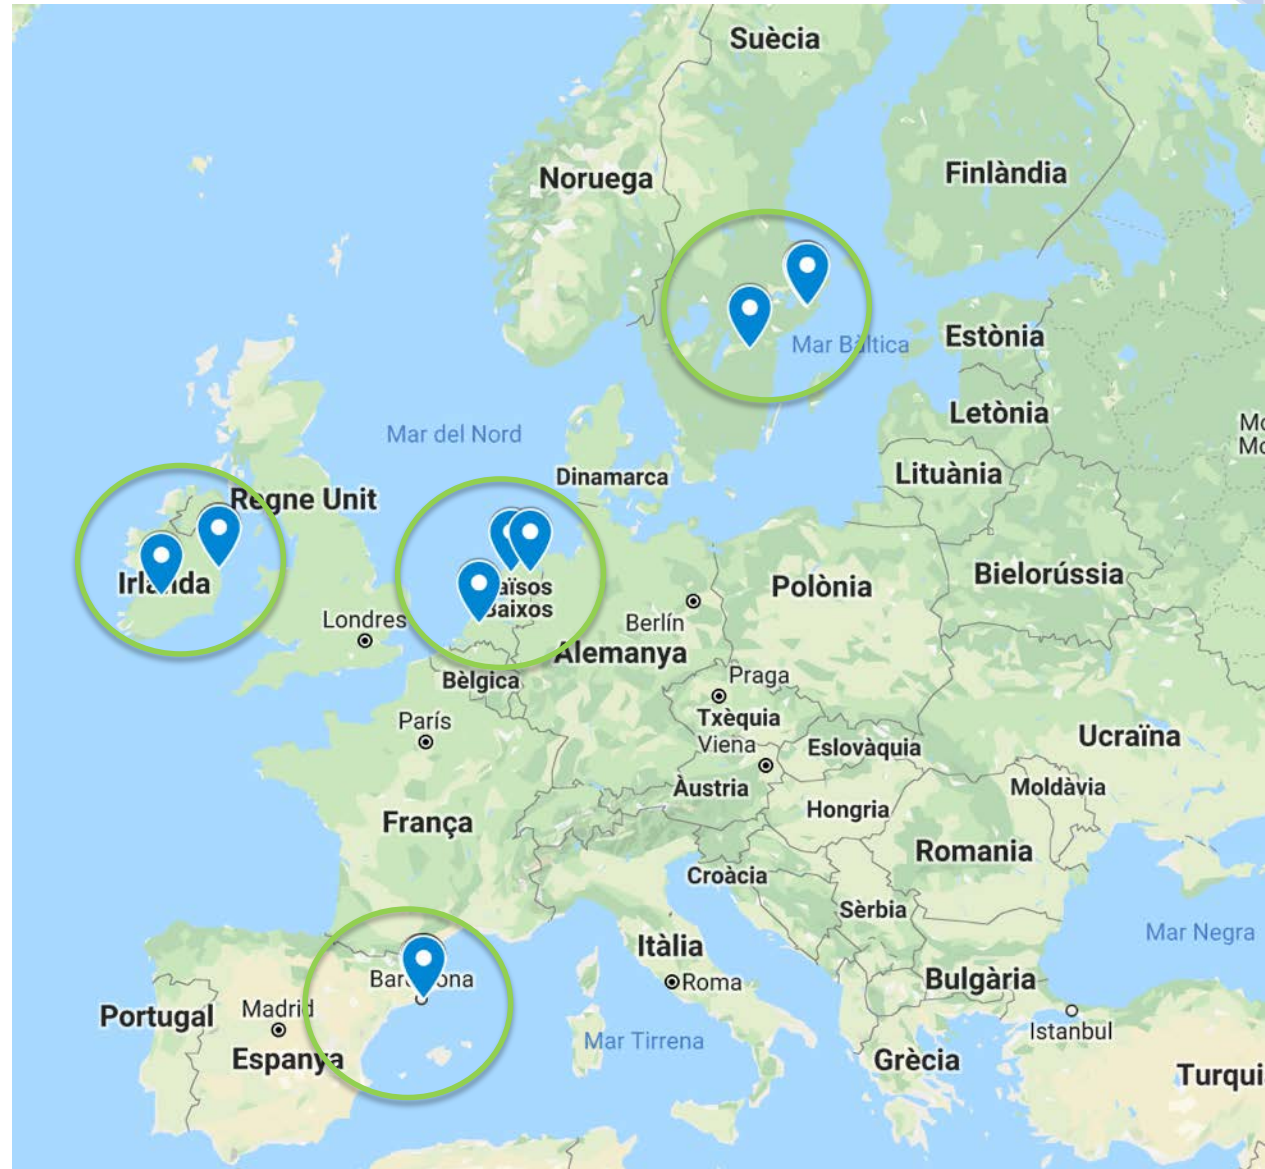 Suècia
Noruega
Finlàndia
Mar Bàltica
Estònia
Letònia
Mar del Nord
Dinamarca
Lituània
Regne Unit
Irlanda
Països
Baixos
Polònia
Bielorússia
Londres
Berlín
Alemanya
Bèlgica
Praga
Txèquia
París
Viena
Eslovàquia
Ucraïna
Àustria
Moldàvia
Hongria
França
Romania
Croàcia
Sèrbia
Mar Negra
Itàlia
Barcelona
Roma
Bulgària
Portugal
Madrid
Istanbul
Mar Tirrena
Espanya
Grècia
Turqui